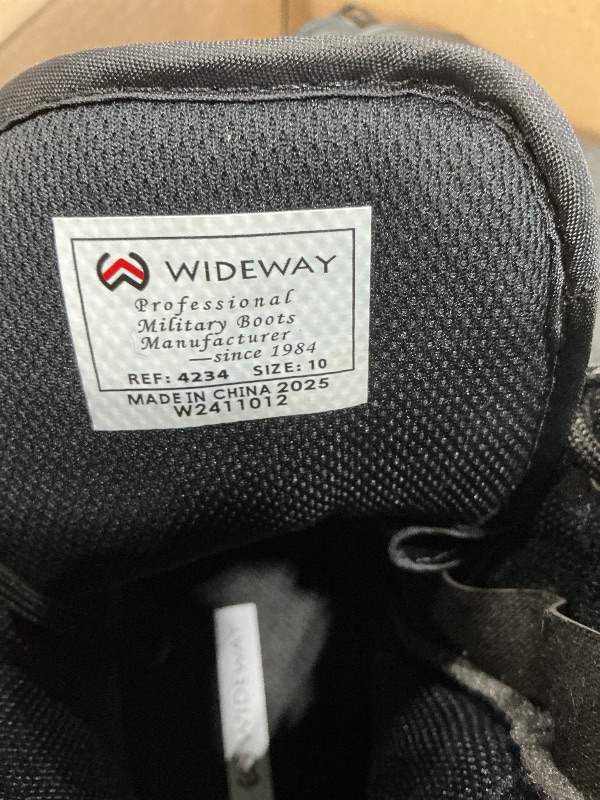 WIDEWAY
Professional
Military Boots
Manufacturer
—since 1984
REF: 4234 SIZE: 10
MADE IN CHINA 2025
W2411012
WIDEWAY